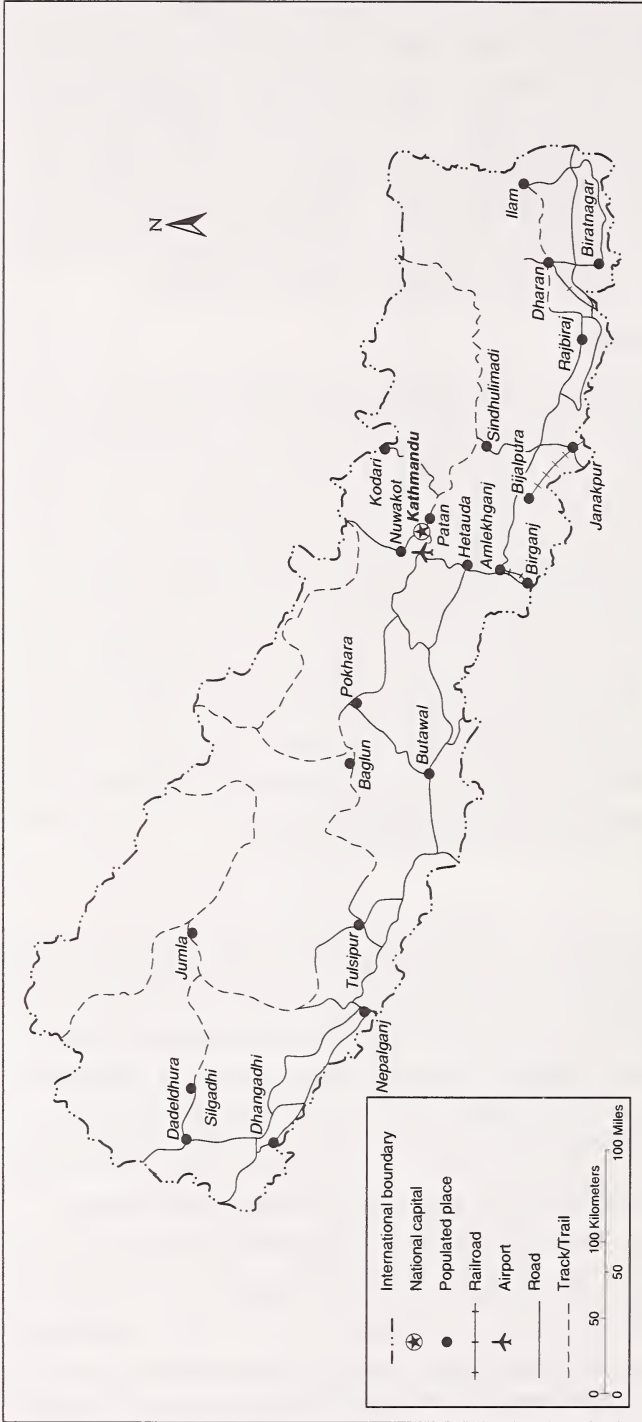 N
Dadeldhura
Silgadhi
Dhangadhi
Jumla
Nepalganj
Tulsipur
Baglun
Pokhara
Butawal
Kodari
Nuwakot
Kathmandu
Patan
Hetauda
Amlekhganj
Birganj
Sindhulimadi
Bijalpura
Janakpur
Rajbiraj
Dharan
Ilam
Biratnagar
International boundary
National capital
Populated place
Railroad
Airport
Road
Track/Trail
0 50 100 Kilometers
0 50 100 Miles